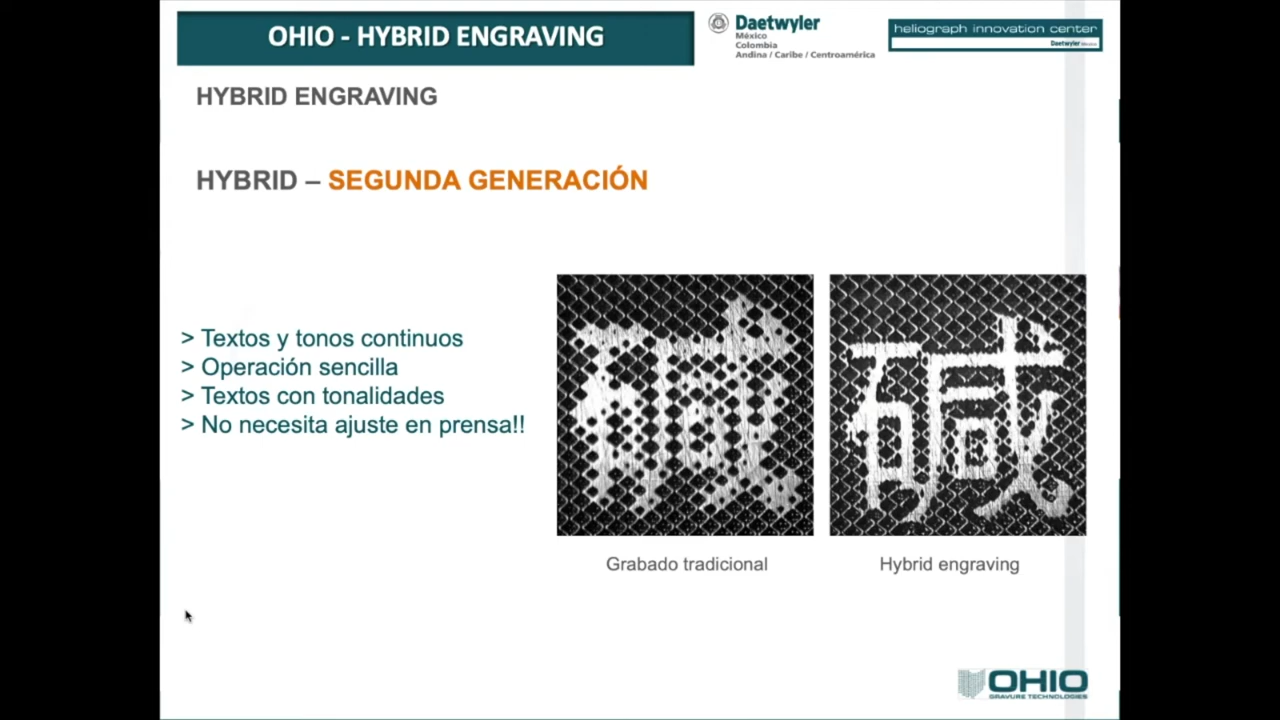 OHIO - HYBRID ENGRAVING
Daetwyler
México
Colombia
Andina / Caribe / Centroamérica
heliograph innovation center
Daetwyler
HYBRID ENGRAVING
HYBRID – SEGUNDA GENERACIÓN
> Textos y tonos continuos
> Operación sencilla
> Textos con tonalidades
> No necesita ajuste en prensa!!
Grabado tradicional
Hybrid engraving
OHIO
GRAVURE TECHNOLOGIES